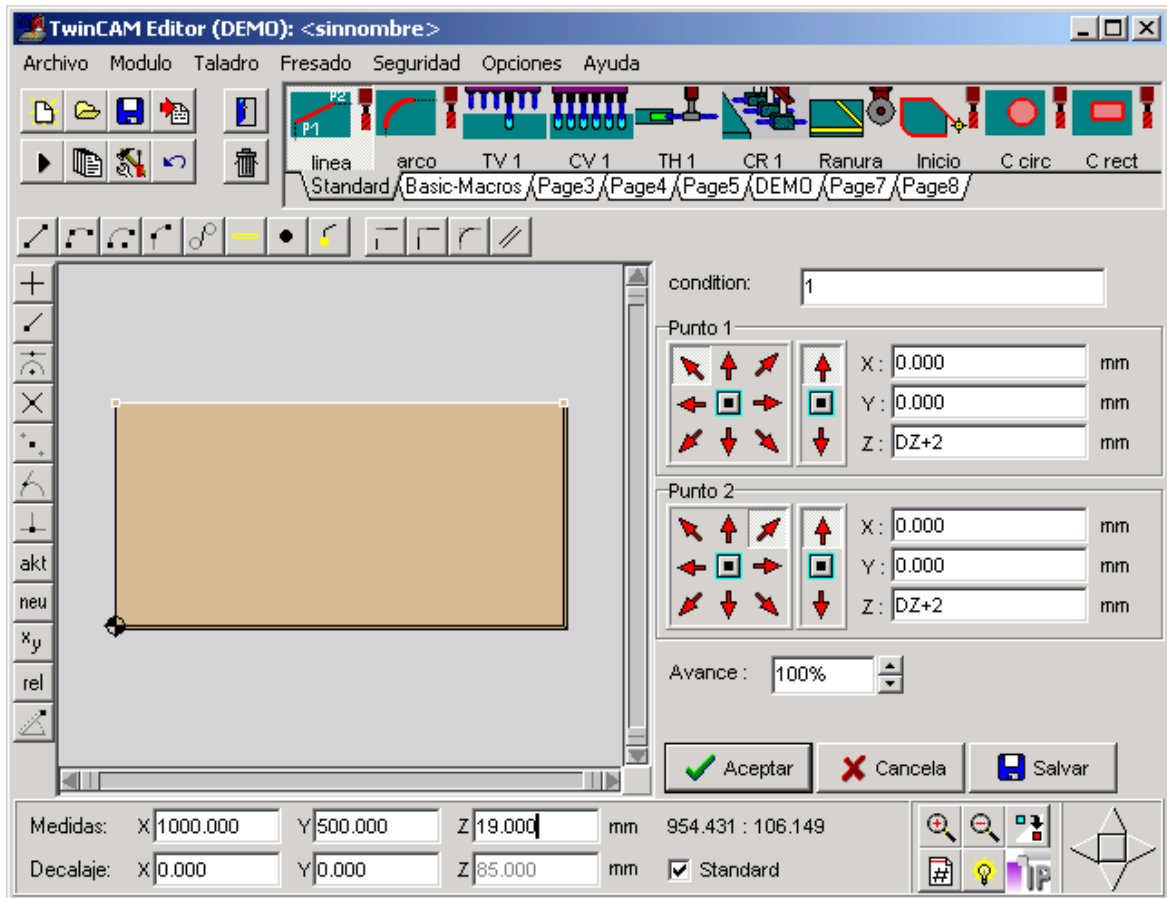 TwinCAM Editor (DEMO): <sinnombre>
Archivo Modulo Taladro Fresado Seguridad Opciones Ayuda
P2
P1
linea arco TV 1 CV 1 TH 1 CR 1 Ranura Inicio C circ C rect
Standard Basic-Macros Page3 Page4 Page5 DEMO Page7 Page8
condition: 1
Punto 1
X : 0.000 mm
Y : 0.000 mm
Z : DZ+2 mm
Punto 2
X : 0.000 mm
Y : 0.000 mm
Z : DZ+2 mm
akt
neu
xy
rel
Avance : 100%
Aceptar Cancela Salvar
Medidas: X 1000.000 Y 500.000 Z 19.000 mm 954.431 : 106.149
Decalaje: X 0.000 Y 0.000 Z 85.000 mm Standard
#
IP